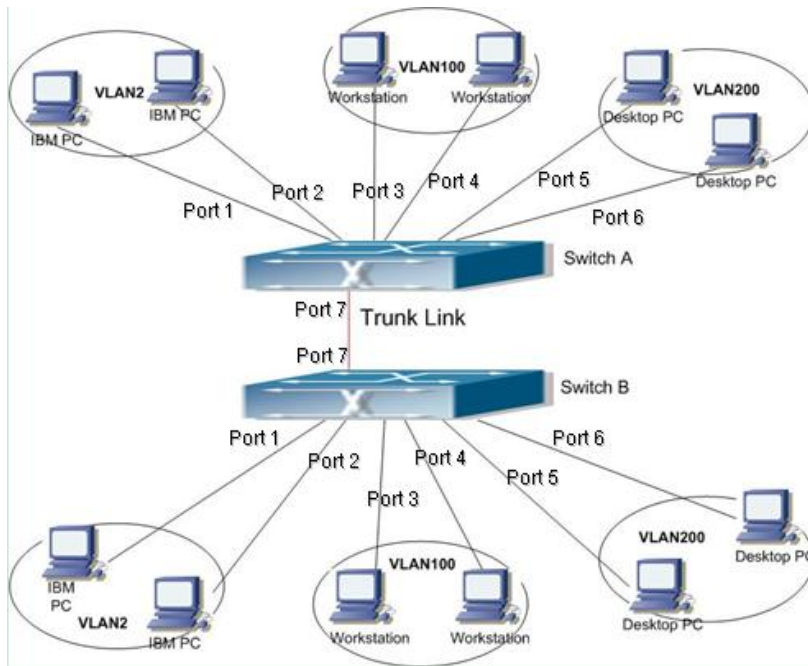 VLAN2
IBM PC
IBM PC
VLAN100
Workstation
Workstation
VLAN200
Desktop PC
Desktop PC
Port 1
Port 2
Port 3
Port 4
Port 5
Port 6
Switch A
Port 7
Trunk Link
Port 7
Switch B
Port 1
Port 2
Port 3
Port 4
Port 5
Port 6
IBM
PC
VLAN2
IBM PC
VLAN100
Workstation
Workstation
VLAN200
Desktop PC
Desktop PC